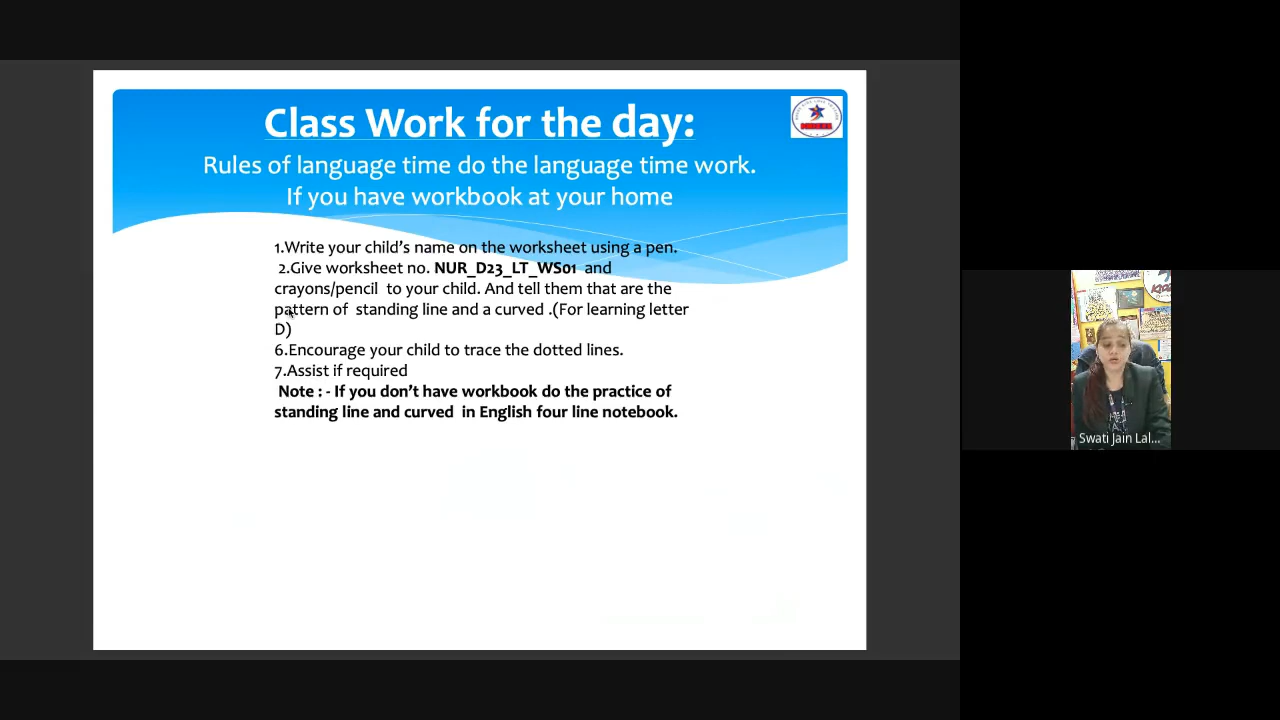 Class Work for the day:
Rules of language time do the language time work.
If you have workbook at your home
1.Write your child's name on the worksheet using a pen.
2.Give worksheet no. NUR_D23_LT_WS01 and
crayons/pencil to your child. And tell them that are the
pattern of standing line and a curved .(For learning letter
D)
6.Encourage your child to trace the dotted lines.
7.Assist if required
Note : - If you don't have workbook do the practice of
standing line and curved in English four line notebook.
Swati Jain Lal...